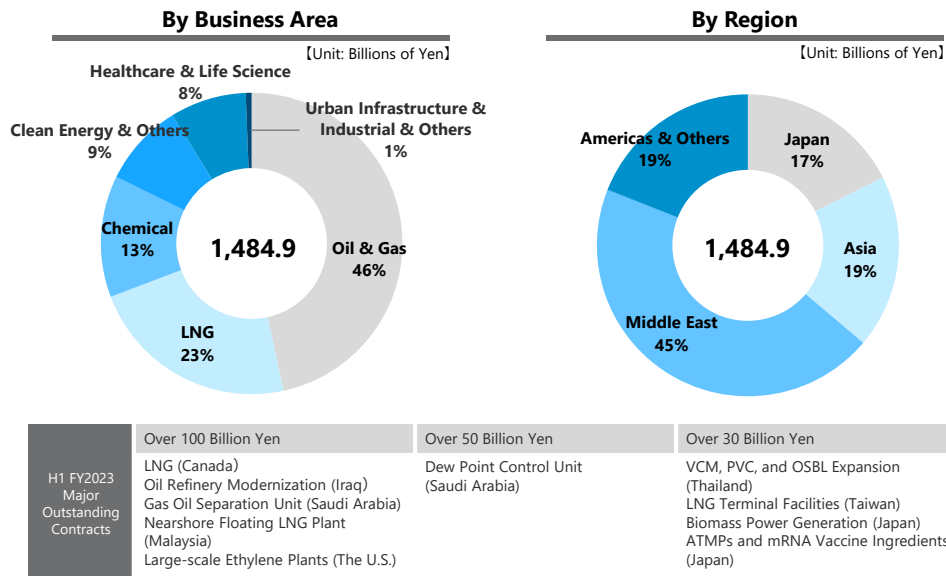 By Business Area
【Unit: Billions of Yen】
Healthcare & Life Science
8%
Urban Infrastructure &
Industrial & Others
1%
Clean Energy & Others
9%
Chemical
13%
1,484.9
Oil & Gas
46%
LNG
23%
By Region
【Unit: Billions of Yen】
Americas & Others
19%
Japan
17%
1,484.9
Asia
19%
Middle East
45%
H1 FY2023
Major
Outstanding
Contracts
Over 100 Billion Yen
LNG (Canada)
Oil Refinery Modernization (Iraq)
Gas Oil Separation Unit (Saudi Arabia)
Nearshore Floating LNG Plant
(Malaysia)
Large-scale Ethylene Plants (The U.S.)
Over 50 Billion Yen
Dew Point Control Unit
(Saudi Arabia)
Over 30 Billion Yen
VCM, PVC, and OSBL Expansion
(Thailand)
LNG Terminal Facilities (Taiwan)
Biomass Power Generation (Japan)
ATMPs and mRNA Vaccine Ingredients
(Japan)